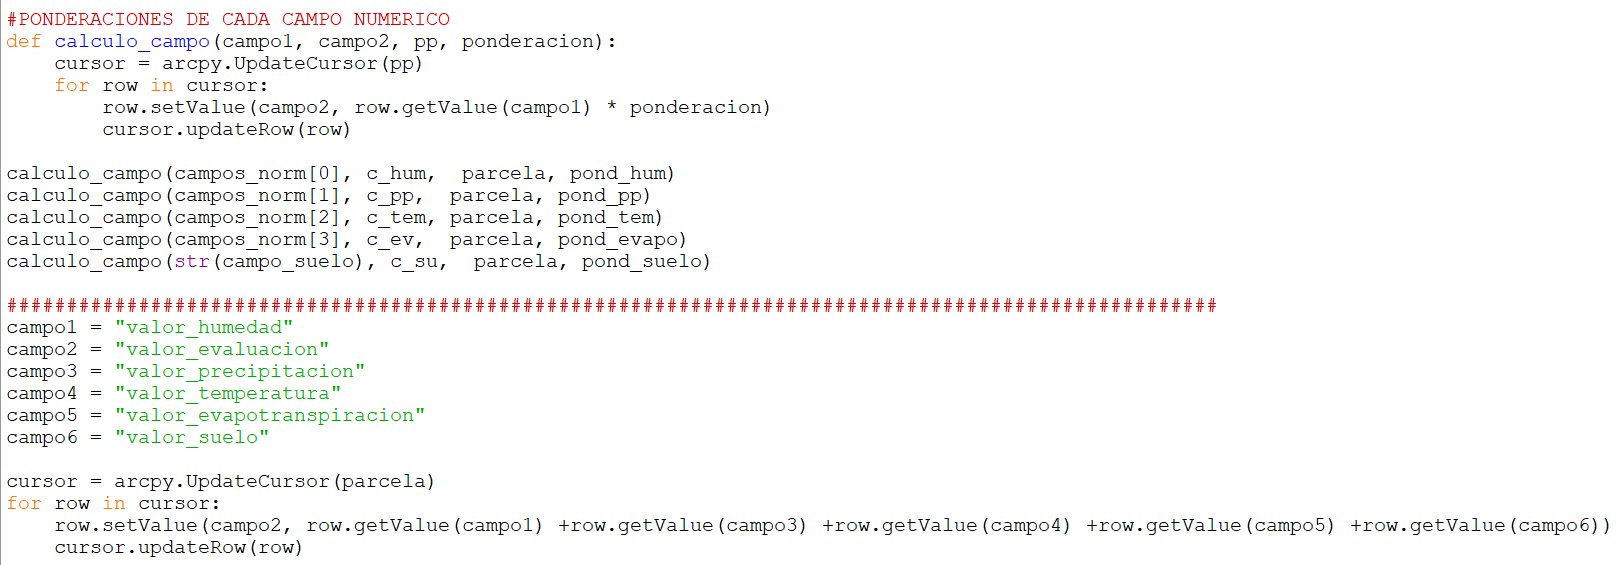 #PONDERACIONES DE CADA CAMPO NUMERICO
def calculo_campo(campo1, campo2, pp, ponderacion):
    cursor = arcpy.UpdateCursor(pp)
    for row in cursor:
        row.setValue(campo2, row.getValue(campo1) * ponderacion)
        cursor.updateRow(row)

calculo_campo(campos_norm[0], c_hum,  parcela, pond_hum)
calculo_campo(campos_norm[1], c_pp,  parcela, pond_pp)
calculo_campo(campos_norm[2], c_tem, parcela, pond_tem)
calculo_campo(campos_norm[3], c_ev,  parcela, pond_evapo)
calculo_campo(str(campo_suelo), c_su,  parcela, pond_suelo)

#####################################################################################################
campo1 = "valor_humedad"
campo2 = "valor_evaluacion"
campo3 = "valor_precipitacion"
campo4 = "valor_temperatura"
campo5 = "valor_evapotranspiracion"
campo6 = "valor_suelo"

cursor = arcpy.UpdateCursor(parcela)
for row in cursor:
    row.setValue(campo2, row.getValue(campo1) +row.getValue(campo3) +row.getValue(campo4) +row.getValue(campo5) +row.getValue(campo6))
    cursor.updateRow(row)